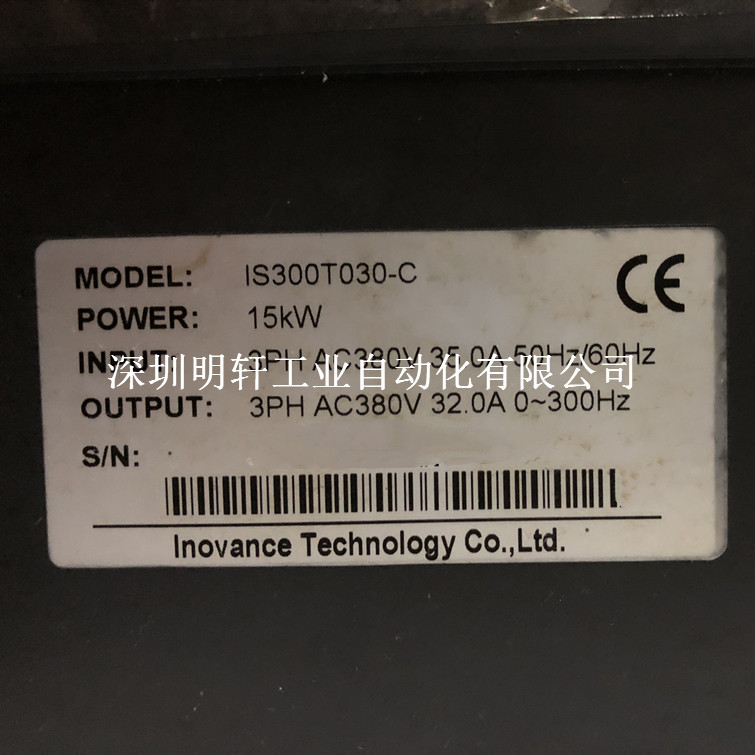 MODEL: IS300T030-C
CE
POWER: 15kW
INPUT: 3PH AC380V 35.0A 50Hz/60Hz
深圳明轩工业自动化有限公司
OUTPUT: 3PH AC380V 32.0A 0~300Hz
S/N:
Inovance Technology Co.,Ltd.